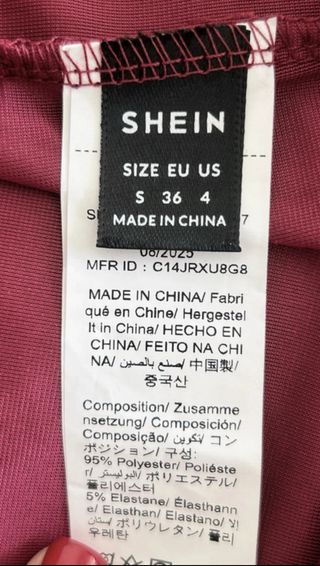 SHEIN
SIZE EU US
S 36 4
MADE IN CHINA
7
06/2025
MFR ID : C14JRXU8G8
MADE IN CHINA/ Fabri
qué en Chine/ Hergestel
lt in China/ HECHO EN
CHINA/ FEITO NA CHI
NA/ صنع بالصين/ 中国製/
중국산
Composition/ Zusamme
nsetzung/ Composición/
Composição/ تكوين/ コン
ポジション/ 구성:
95% Polyester/ Poliéste
r/ البوليستر/ ポリエステル/
폴리에스터
5% Elastane/ Élasthann
e/ Elasthan/ Elastano/
ستان/ ポリウレタン/ 폴리
우레탄